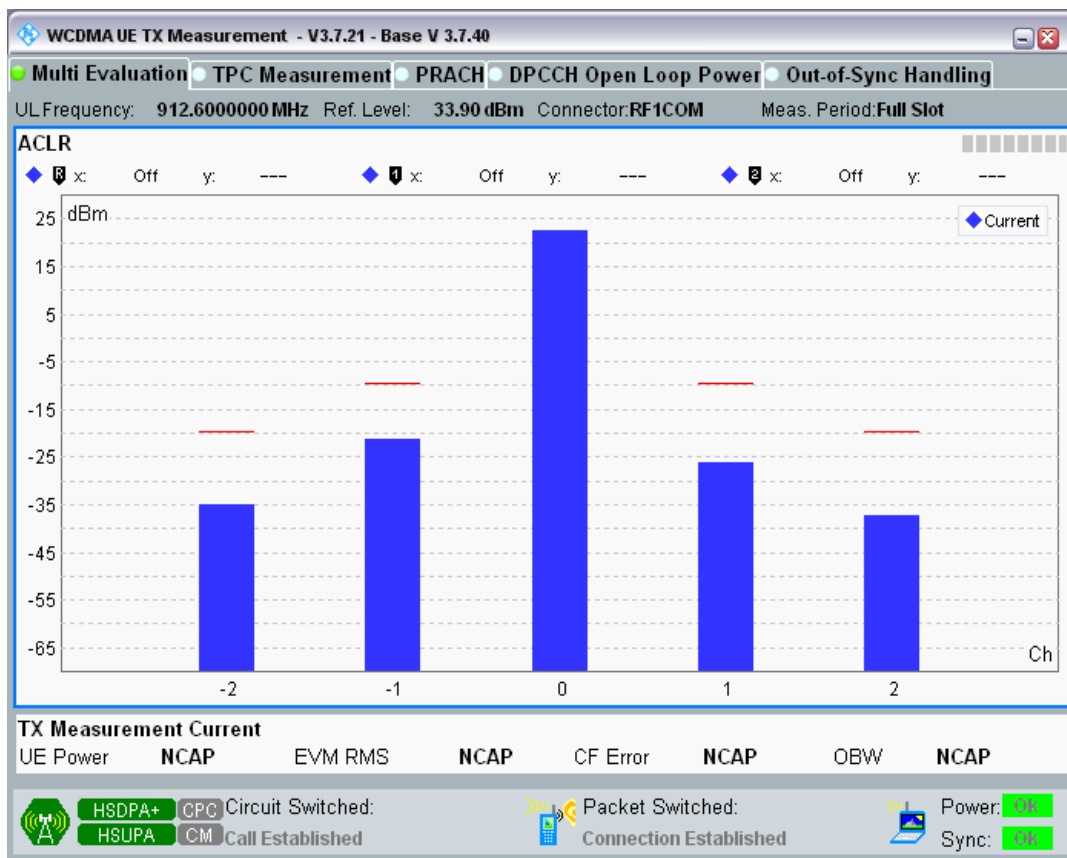 WCDMA UE TX Measurement - V3.7.21 - Base V 3.7.40
Multi Evaluation TPC Measurement PRACH DPCCH Open Loop Power Out-of-Sync Handling
UL Frequency: 912.6000000 MHz Ref. Level: 33.90 dBm Connector:RF1COM Meas. Period:Full Slot
ACLR
R x: Off y: --- 1 x: Off y: --- 2 x: Off y: ---
dBm
Current
25
15
5
-5
-15
-25
-35
-45
-55
-65
Ch
-2 -1 0 1 2
TX Measurement Current
UE Power NCAP EVM RMS NCAP CF Error NCAP OBW NCAP
HSDPA+ CPC Circuit Switched: Packet Switched: Power: Ok
HSUPA CM Call Established Connection Established Sync: Ok